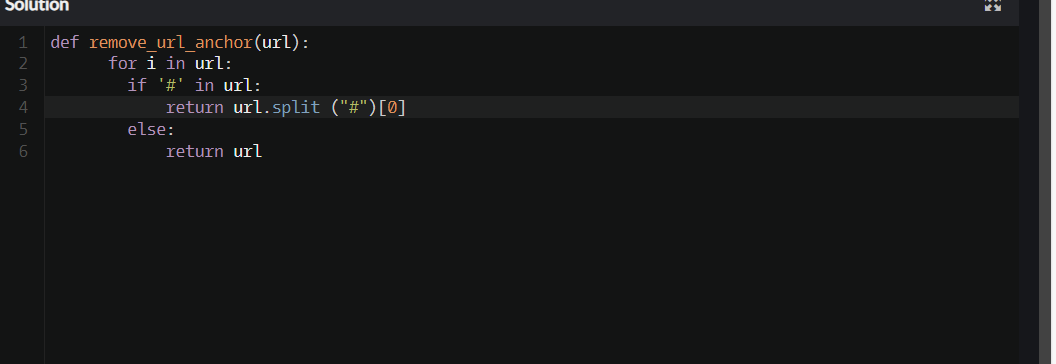 Solution
1 def remove_url_anchor(url):
2       for i in url:
3         if '#' in url:
4             return url.split ("#")[0]
5         else:
6             return url